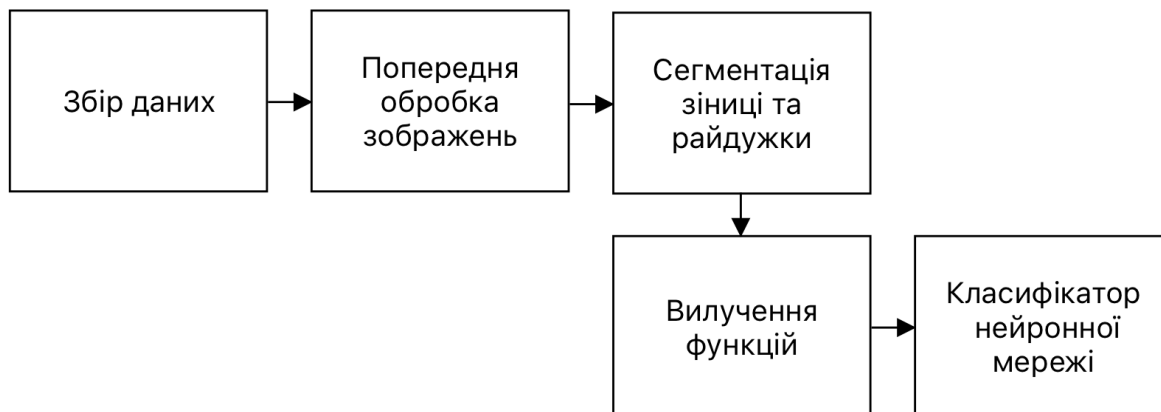 Збір даних
Попередня
обробка
зображень
Сегментація
зіниці та
райдужки
Вилучення
функцій
Класифікатор
нейронної
мережі